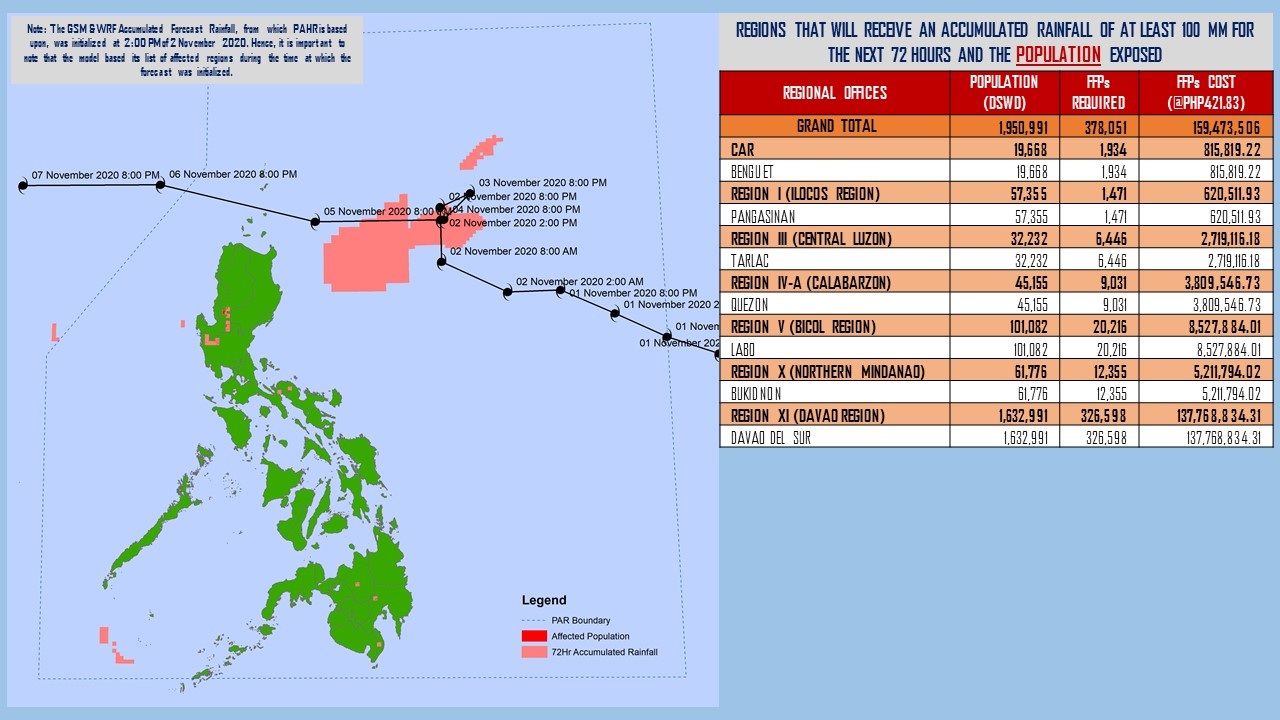 Note: The GSM & WRF Accumulated Forecast Rainfall, from which PAHR is based
upon, was initialized at 2:00 PM of 2 November 2020. Hence, it is important to
note that the model based its list of affected regions during the time at which the
forecast was initialized.
07 November 2020 8:00 PM
06 November 2020 8:00 PM
05 November 2020 8:00
03 November 2020 8:00 PM
02 November 2020 8:00 PM
04 November 2020 8:00 PM
02 November 2020 2:00 PM
02 November 2020 8:00 AM
02 November 2020 2:00 AM
01 November 2020 8:00 PM
01 November 2020 2
01 Novem
01 November 202
Legend
PAR Boundary
Affected Population
72Hr Accumulated Rainfall
REGIONS THAT WILL RECEIVE AN ACCUMULATED RAINFALL OF AT LEAST 100 MM FOR
THE NEXT 72 HOURS AND THE POPULATION EXPOSED
REGIONAL OFFICES POPULATION (DSWD) FFPs REQUIRED FFPs COST (@PHP421.83)
GRAND TOTAL 1,950,991 378,051 159,473,506
CAR 19,668 1,934 815,819.22
BENGUET 19,668 1,934 815,819.22
REGION I (ILOCOS REGION) 57,355 1,471 620,511.93
PANGASINAN 57,355 1,471 620,511.93
REGION III (CENTRAL LUZON) 32,232 6,446 2,719,116.18
TARLAC 32,232 6,446 2,719,116.18
REGION IV-A (CALABARZON) 45,155 9,031 3,809,546.73
QUEZON 45,155 9,031 3,809,546.73
REGION V (BICOL REGION) 101,082 20,216 8,527,884.01
LABO 101,082 20,216 8,527,884.01
REGION X (NORTHERN MINDANAO) 61,776 12,355 5,211,794.02
BUKIDNON 61,776 12,355 5,211,794.02
REGION XI (DAVAO REGION) 1,632,991 326,598 137,768,834.31
DAVAO DEL SUR 1,632,991 326,598 137,768,834.31